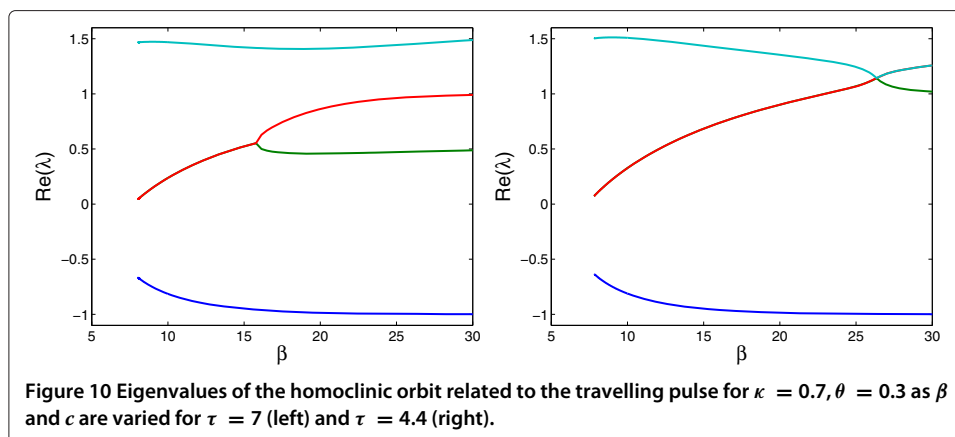 1.5
1
0.5
0
−0.5
−1
Re(λ)
5 10 15 20 25 30
β
1.5
1
0.5
0
−0.5
−1
Re(λ)
5 10 15 20 25 30
β
Figure 10 Eigenvalues of the homoclinic orbit related to the travelling pulse for κ = 0.7, θ = 0.3 as β
and c are varied for τ = 7 (left) and τ = 4.4 (right).